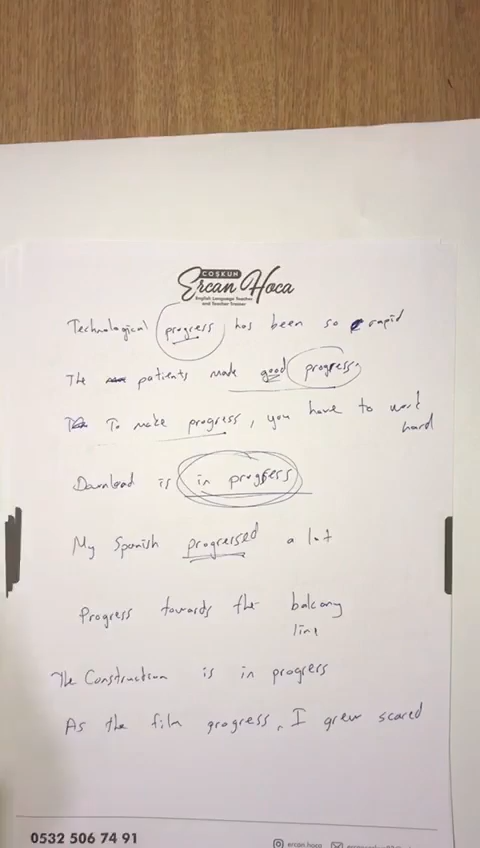 COŞKUN
Ercan Hoca
English Language Teacher
and Teacher Trainer
Technological progress has been so rapid
The patients made good progress
To make progress, you have to work
hard
Download is in progress
My Spanish progressed a lot
Progress towards the balcony
line
The Construction is in progress
As the film progress, I grew scared
0532 506 74 91
ercan.hoca